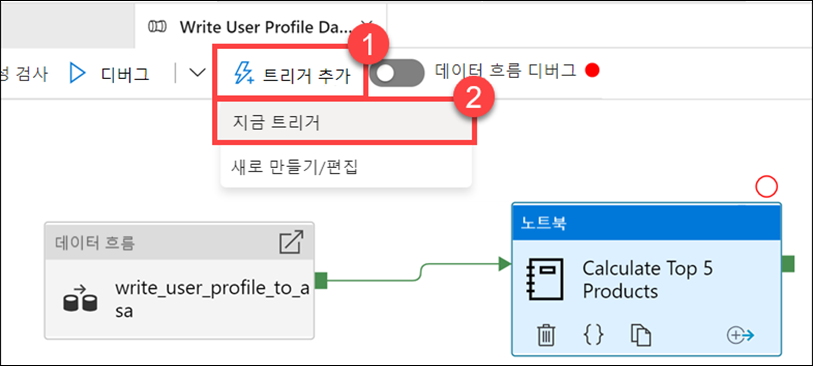 Write User Profile Da...
1
성 검사
디버그
트리거 추가
데이터 흐름 디버그
2
지금 트리거
새로 만들기/편집
데이터 흐름
write_user_profile_to_a
sa
노트북
Calculate Top 5
Products
{}